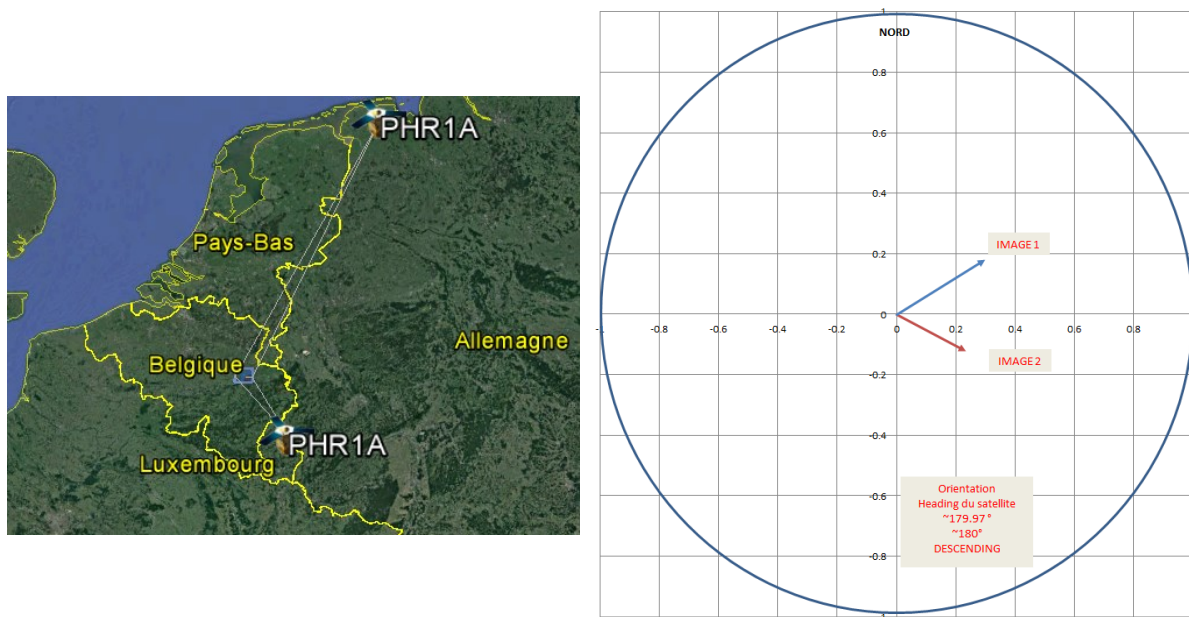 PHR1A
Pays-Bas
Allemagne
Belgique
PHR1A
Luxembourg
1
NORD
0.8
0.6
0.4
0.2
IMAGE 1
0
-1
-0.8
-0.6
-0.4
-0.2
0
0.2
0.4
0.6
0.8
IMAGE 2
-0.2
-0.4
-0.6
Orientation
Heading du satellite
~179.97 °
~180°
DESCENDING
-0.8
-1